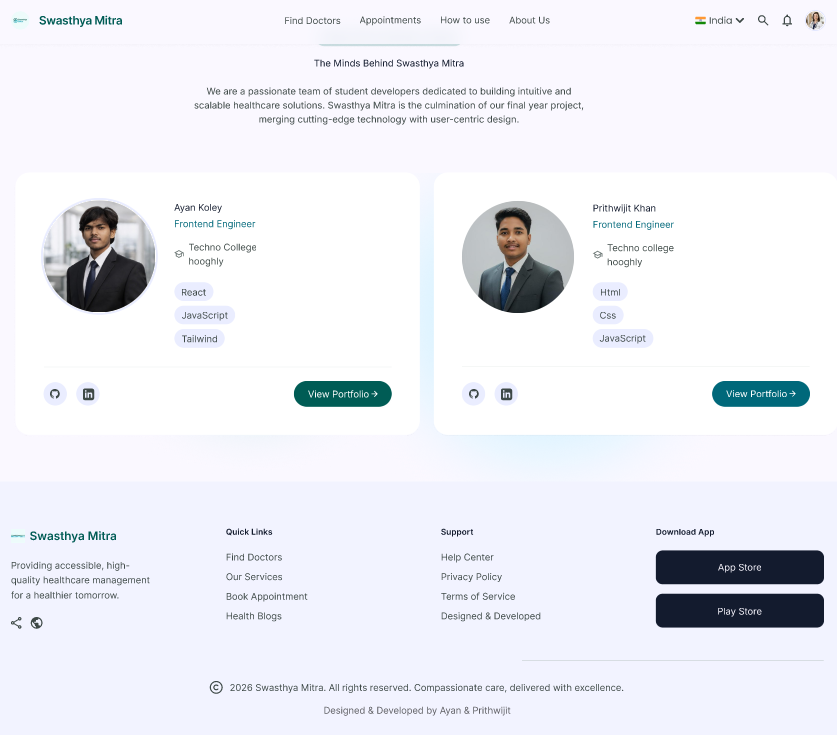 Swasthya Mitra
Find Doctors Appointments How to use About Us
India
The Minds Behind Swasthya Mitra
We are a passionate team of student developers dedicated to building intuitive and
scalable healthcare solutions. Swasthya Mitra is the culmination of our final year project,
merging cutting-edge technology with user-centric design.
Ayan Koley
Frontend Engineer
Techno College
hooghly
React
JavaScript
Tailwind
View Portfolio →
Prithwijit Khan
Frontend Engineer
Techno college
hooghly
Html
Css
JavaScript
View Portfolio →
Swasthya Mitra
Providing accessible, high-
quality healthcare management
for a healthier tomorrow.
Quick Links
Find Doctors
Our Services
Book Appointment
Health Blogs
Support
Help Center
Privacy Policy
Terms of Service
Designed & Developed
Download App
App Store
Play Store
© 2026 Swasthya Mitra. All rights reserved. Compassionate care, delivered with excellence.
Designed & Developed by Ayan & Prithwijit